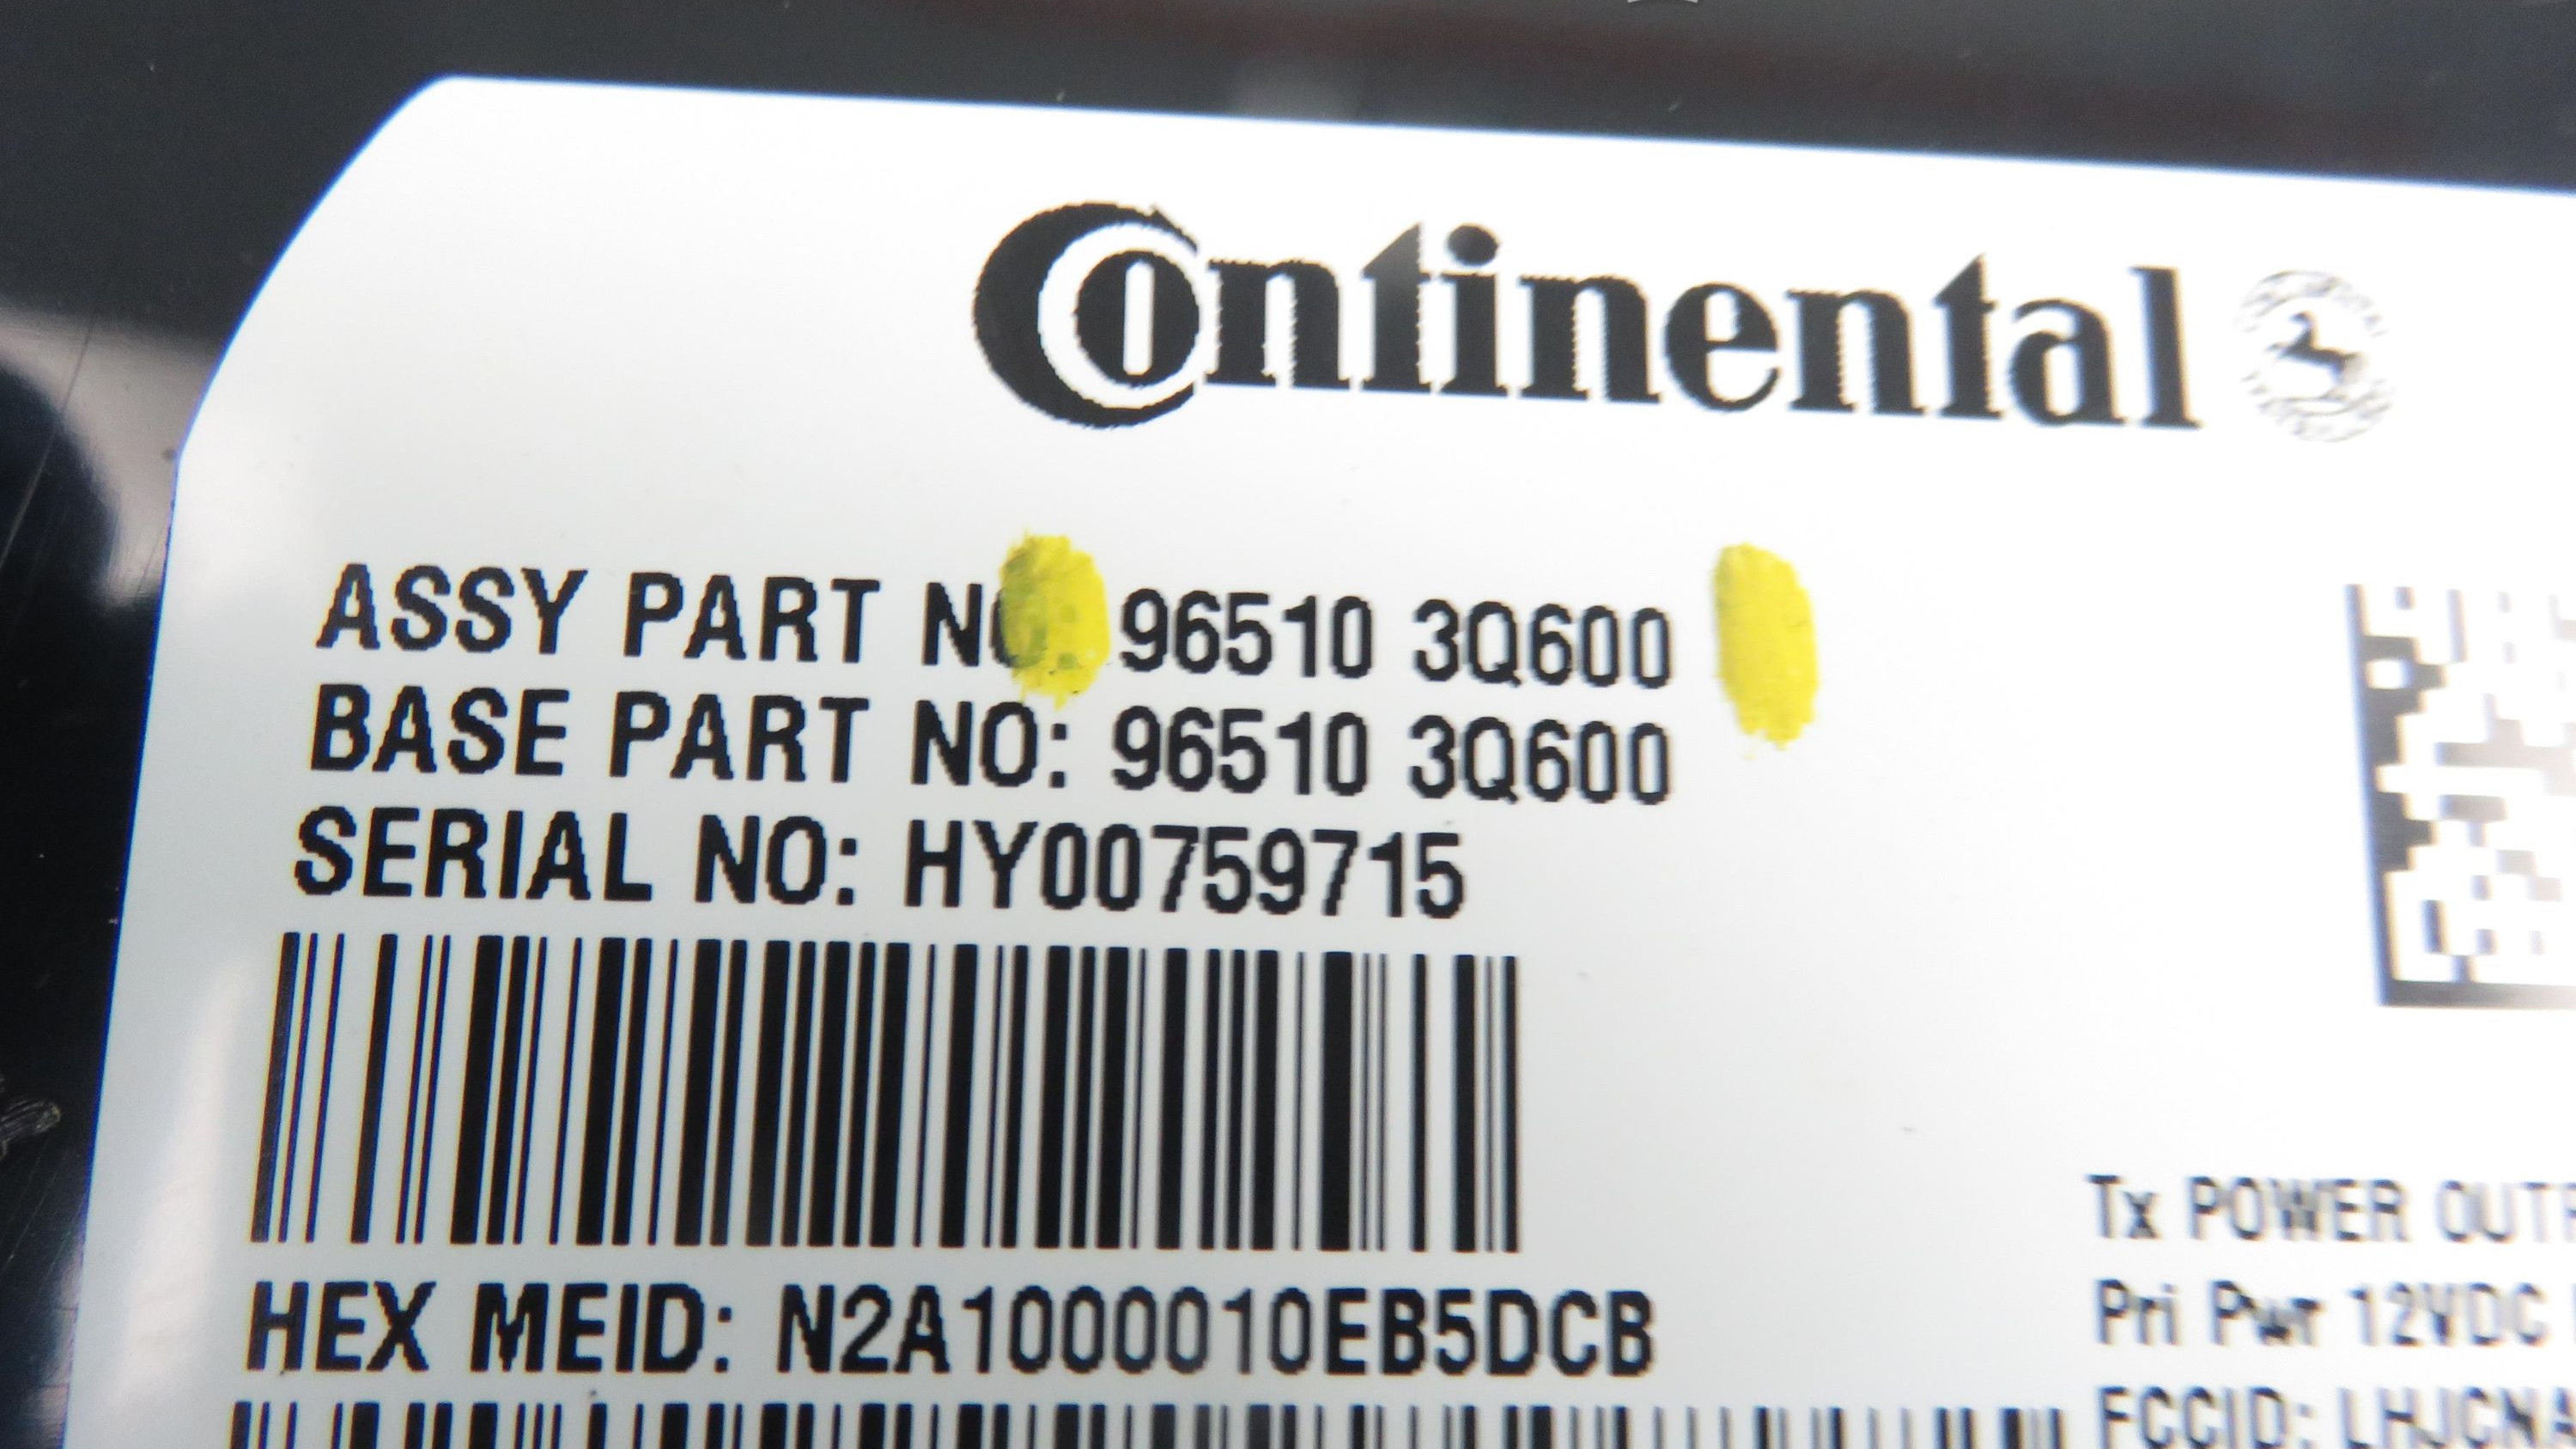 Continental
ASSY PART NO: 96510 3Q600
BASE PART NO: 96510 3Q600
SERIAL NO: HY00759715
HEX MEID: N2A1000010EB5DCB
Tx POWER
Pri Pwr 12VDC
FCCID: